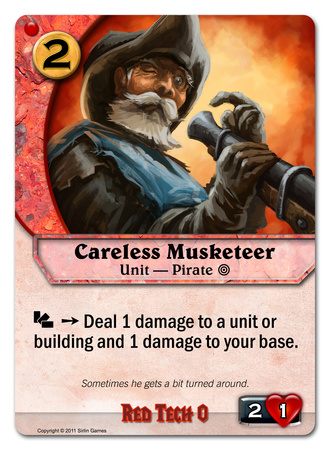 2
Careless Musketeer
Unit — Pirate ◎
→ Deal 1 damage to a unit or
building and 1 damage to your base.
Sometimes he gets a bit turned around.
Red Tech 0
2 1
Copyright © 2011 Sirlin Games